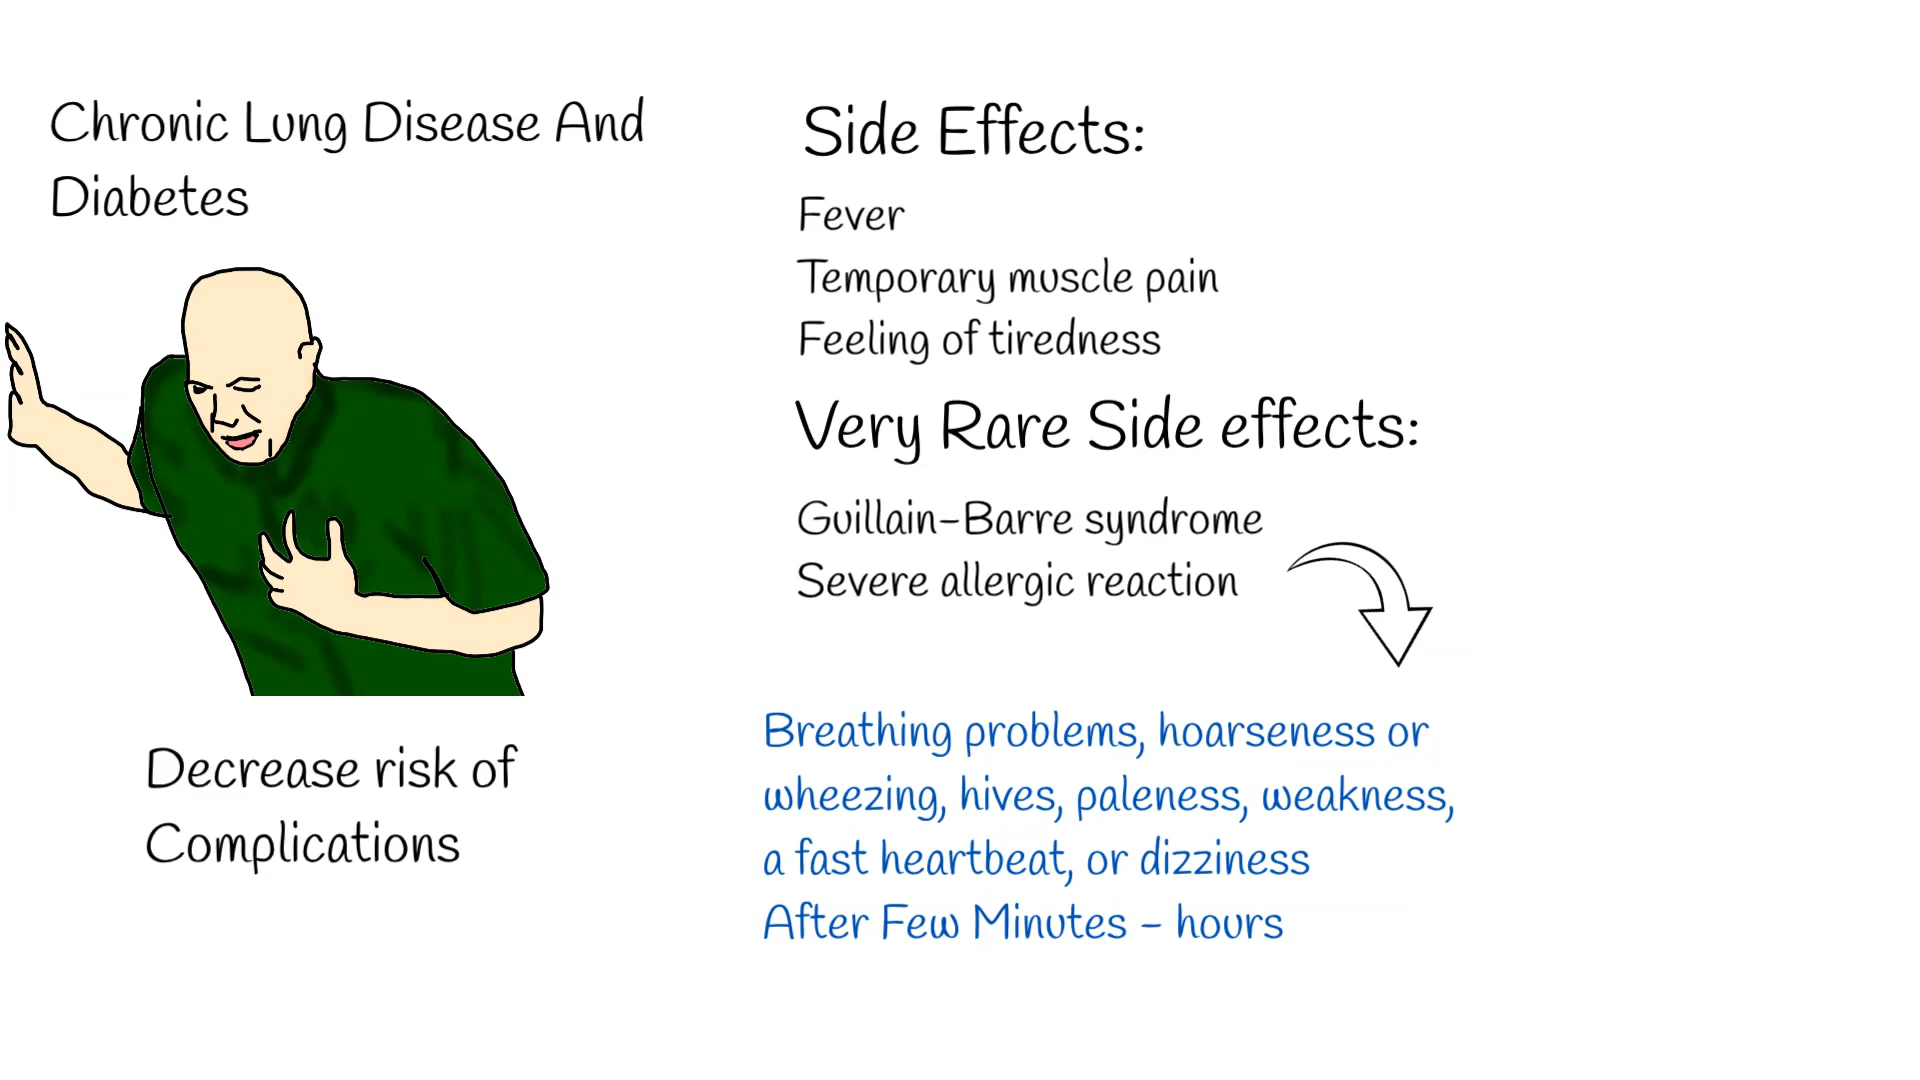 Chronic Lung Disease And
Diabetes
Decrease risk of
Complications
Side Effects:
Fever
Temporary muscle pain
Feeling of tiredness
Very Rare Side effects:
Guillain-Barre syndrome
Severe allergic reaction
Breathing problems, hoarseness or
wheezing, hives, paleness, weakness,
a fast heartbeat, or dizziness
After Few Minutes - hours